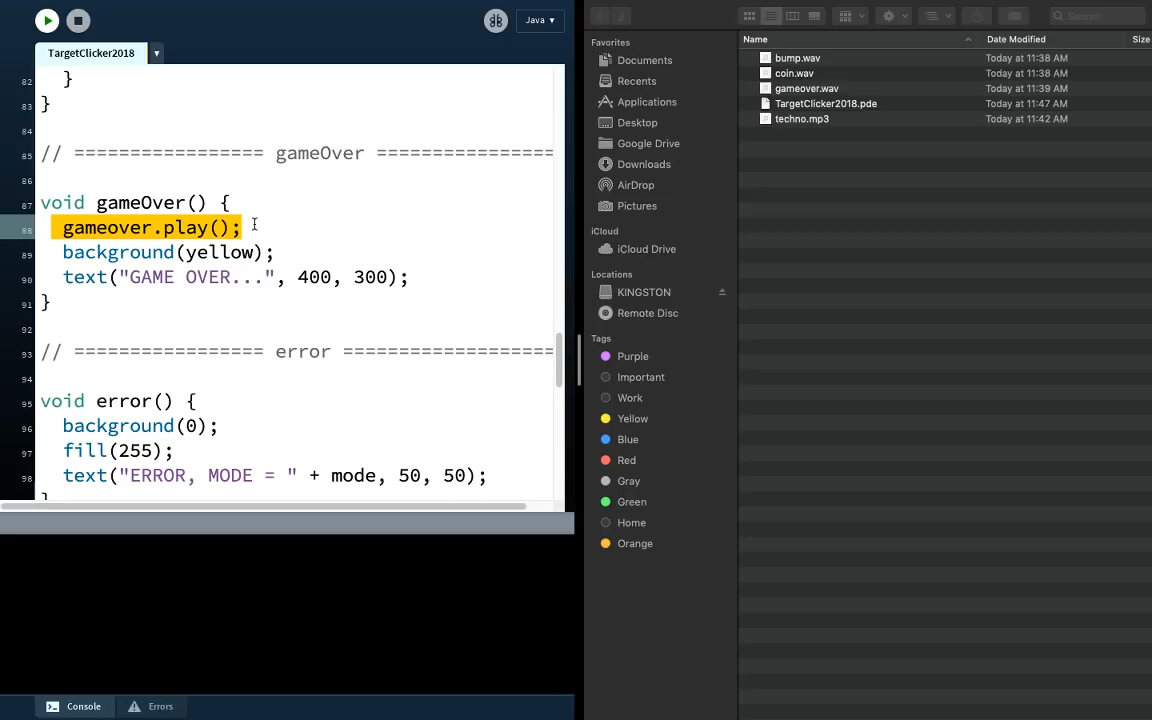 Java ▾
Search
TargetClicker2018 ▾
Name
Date Modified
Size
82 }
83 }
84
85 // ================= gameOver ================
86
87 void gameOver() {
88 gameover.play();
89 background(yellow);
90 text("GAME OVER...", 400, 300);
91 }
92
93 // ================= error ===================
94
95 void error() {
96 background(0);
97 fill(255);
98 text("ERROR, MODE = " + mode, 50, 50);
Console
Errors
Favorites
Documents
Recents
Applications
Desktop
Google Drive
Downloads
AirDrop
Pictures
iCloud
iCloud Drive
Locations
KINGSTON
Remote Disc
Tags
Purple
Important
Work
Yellow
Blue
Red
Gray
Green
Home
Orange
bump.wav Today at 11:38 AM
coin.wav Today at 11:38 AM
gameover.wav Today at 11:39 AM
TargetClicker2018.pde Today at 11:47 AM
techno.mp3 Today at 11:42 AM